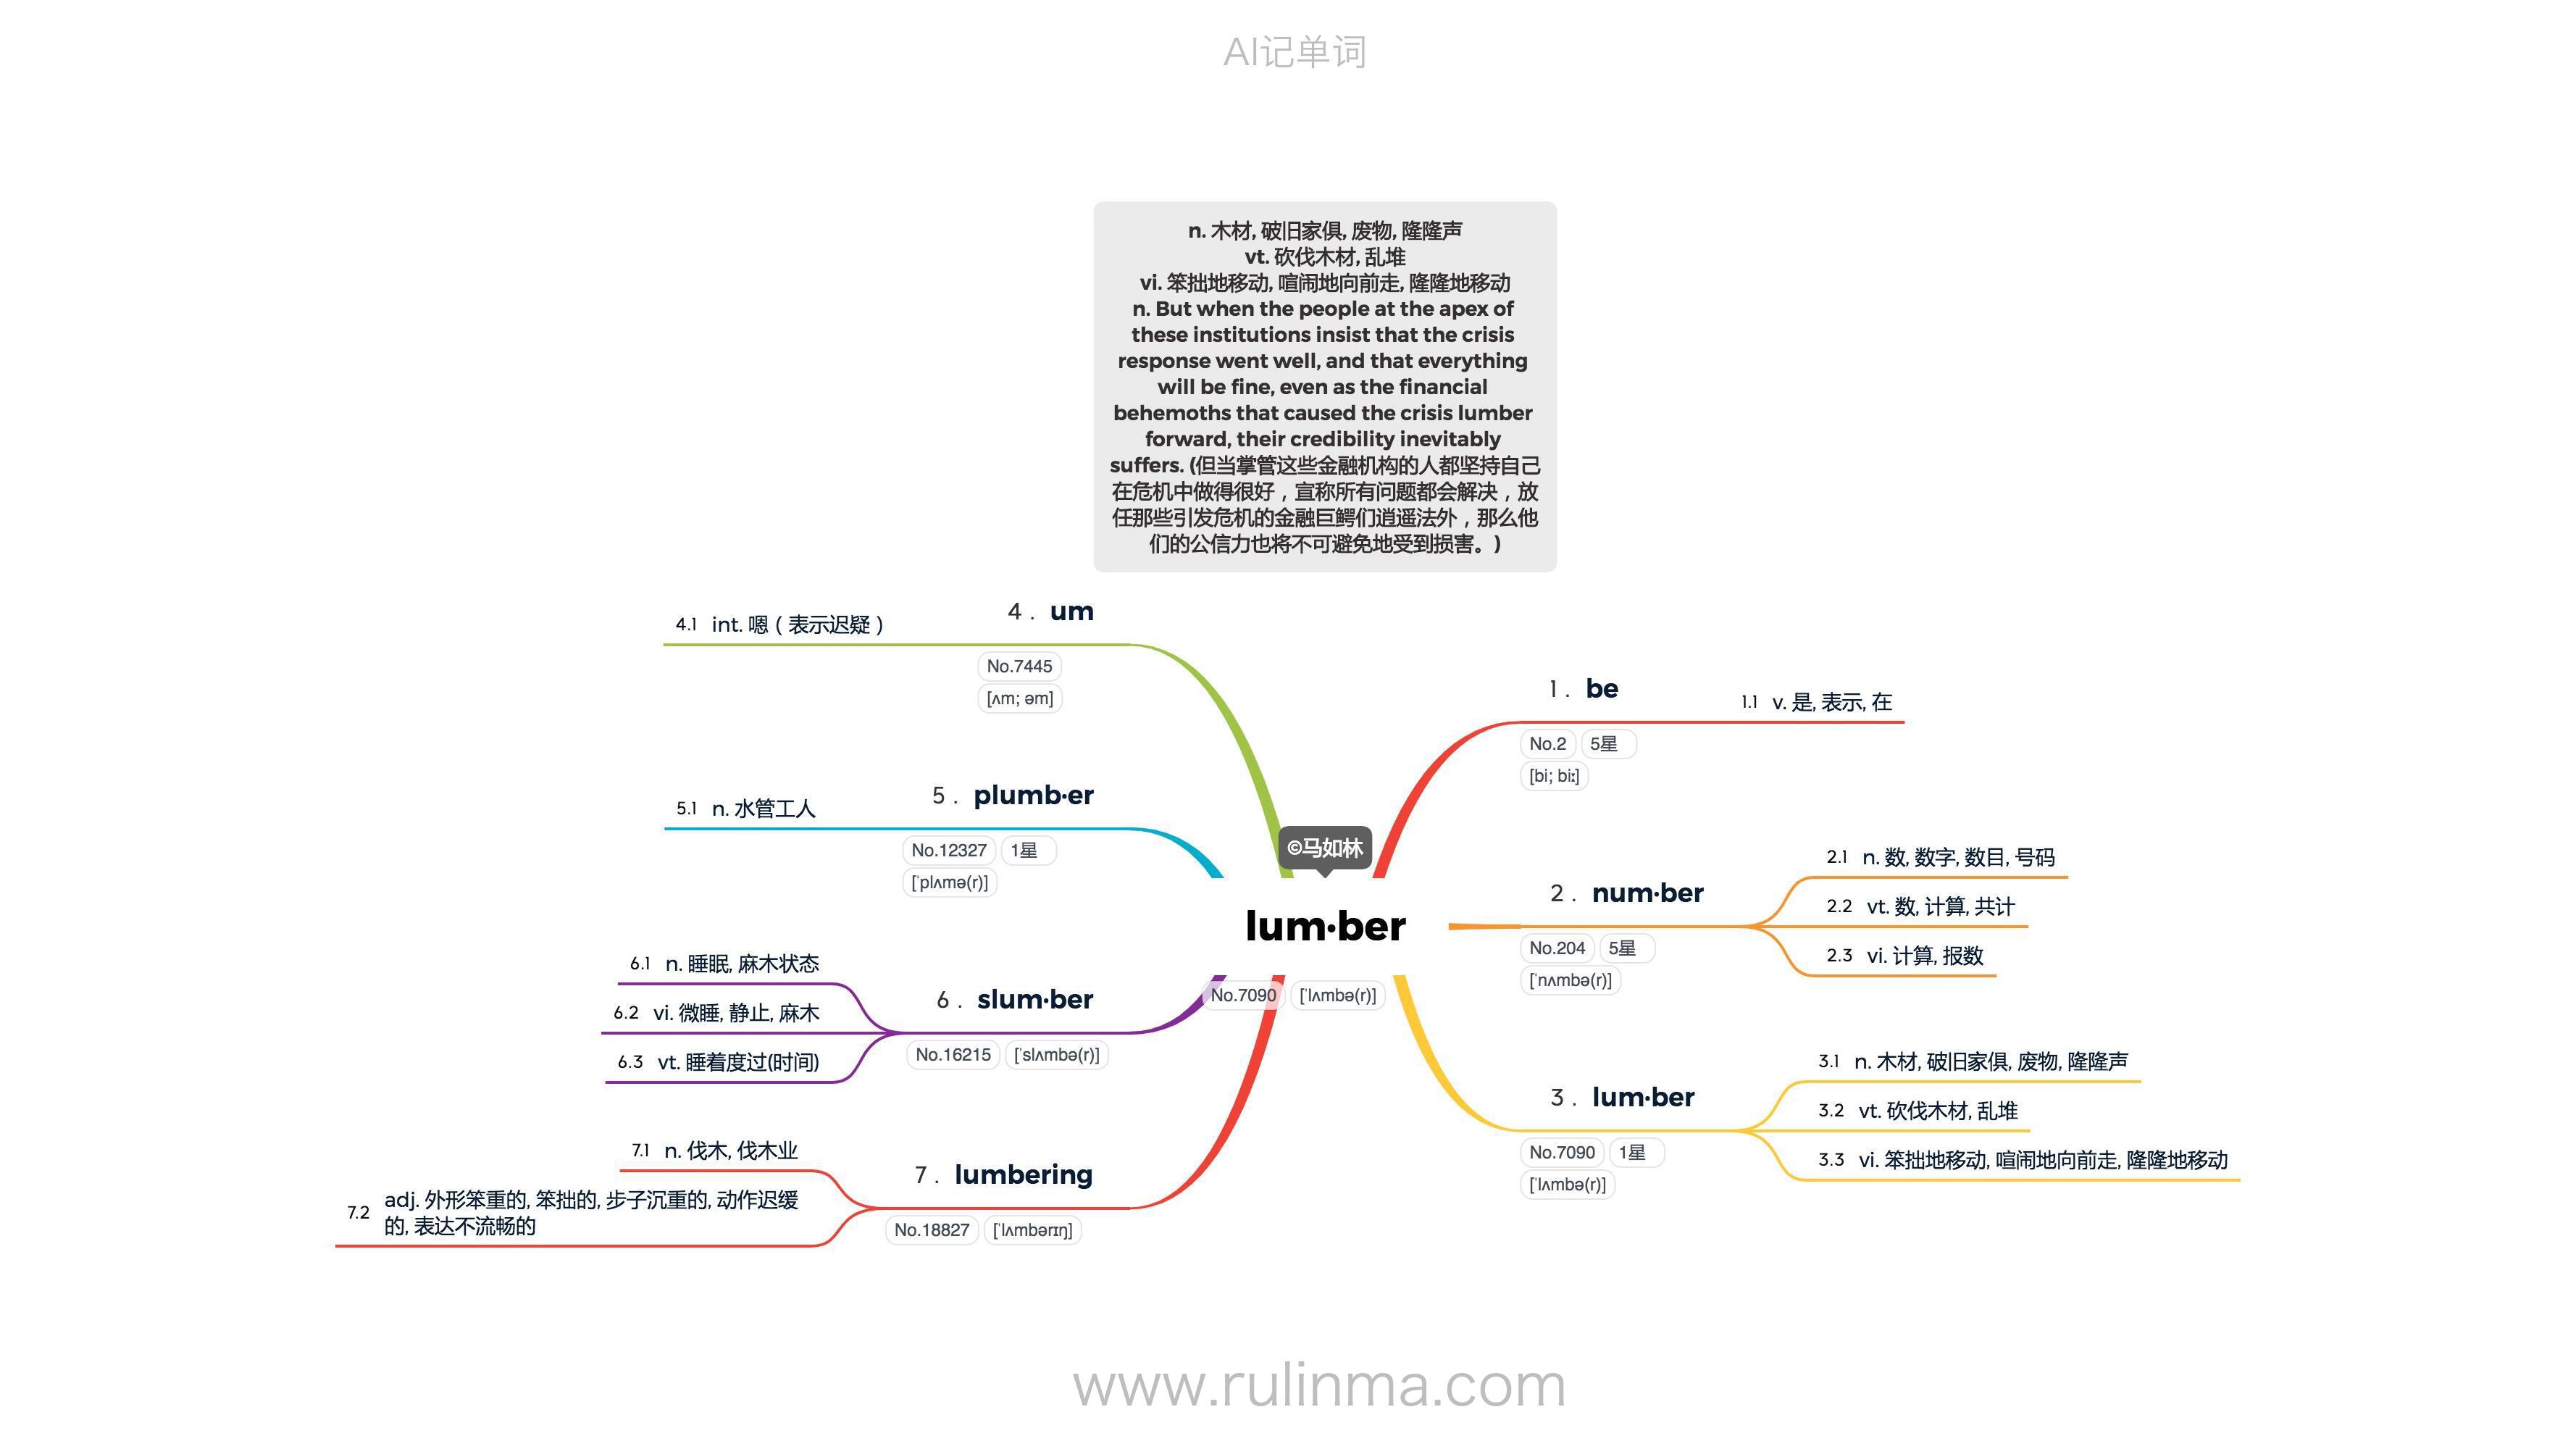 AI记单词
n. 木材, 破旧家俱, 废物, 隆隆声
vt. 砍伐木材, 乱堆
vi. 笨拙地移动, 喧闹地向前走, 隆隆地移动
n. But when the people at the apex of
these institutions insist that the crisis
response went well, and that everything
will be fine, even as the financial
behemoths that caused the crisis lumber
forward, their credibility inevitably
suffers. (但当掌管这些金融机构的人都坚持自己
在危机中做得很好，宣称所有问题都会解决，放
任那些引发危机的金融巨鳄们逍遥法外，那么他
们的公信力也将不可避免地受到损害。)
©马如林
lum·ber
No.7090 [ˈlʌmbə(r)]
1. be
No.2 5星
[bi; biː]
1.1 v. 是, 表示, 在
2. num·ber
No.204 5星
[ˈnʌmbə(r)]
2.1 n. 数, 数字, 数目, 号码
2.2 vt. 数, 计算, 共计
2.3 vi. 计算, 报数
3. lum·ber
No.7090 1星
[ˈlʌmbə(r)]
3.1 n. 木材, 破旧家俱, 废物, 隆隆声
3.2 vt. 砍伐木材, 乱堆
3.3 vi. 笨拙地移动, 喧闹地向前走, 隆隆地移动
4. um
No.7445
[ʌm; əm]
4.1 int. 嗯（表示迟疑）
5. plumb·er
No.12327 1星
[ˈplʌmə(r)]
5.1 n. 水管工人
6. slum·ber
No.16215 [ˈslʌmbə(r)]
6.1 n. 睡眠, 麻木状态
6.2 vi. 微睡, 静止, 麻木
6.3 vt. 睡着度过(时间)
7. lumbering
No.18827 [ˈlʌmbərɪŋ]
7.1 n. 伐木, 伐木业
7.2 adj. 外形笨重的, 笨拙的, 步子沉重的, 动作迟缓
的, 表达不流畅的
www.rulinma.com